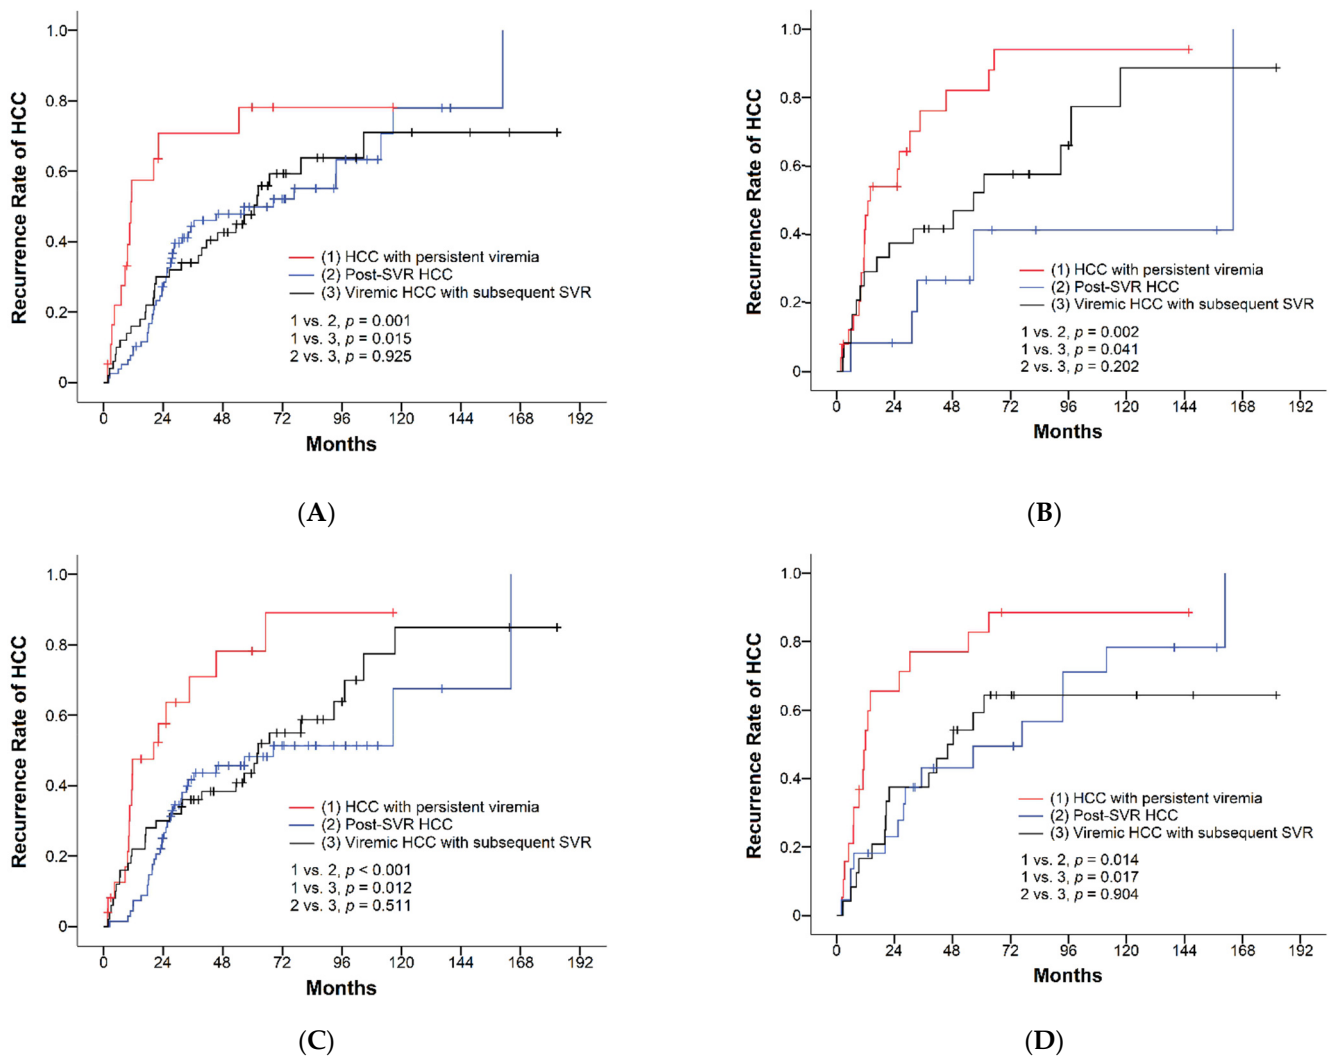 Recurrence Rate of HCC
1.0
0.8
0.6
0.4
0.2
0
(1) HCC with persistent viremia
(2) Post-SVR HCC
(3) Viremic HCC with subsequent SVR
1 vs. 2, p = 0.001
1 vs. 3, p = 0.015
2 vs. 3, p = 0.925
0 24 48 72 96 120 144 168 192
Months
(A)
Recurrence Rate of HCC
1.0
0.8
0.6
0.4
0.2
0
(1) HCC with persistent viremia
(2) Post-SVR HCC
(3) Viremic HCC with subsequent SVR
1 vs. 2, p = 0.002
1 vs. 3, p = 0.041
2 vs. 3, p = 0.202
0 24 48 72 96 120 144 168 192
Months
(B)
Recurrence Rate of HCC
1.0
0.8
0.6
0.4
0.2
0
(1) HCC with persistent viremia
(2) Post-SVR HCC
(3) Viremic HCC with subsequent SVR
1 vs. 2, p < 0.001
1 vs. 3, p = 0.012
2 vs. 3, p = 0.511
0 24 48 72 96 120 144 168 192
Months
(C)
Recurrence Rate of HCC
1.0
0.8
0.6
0.4
0.2
0
(1) HCC with persistent viremia
(2) Post-SVR HCC
(3) Viremic HCC with subsequent SVR
1 vs. 2, p = 0.014
1 vs. 3, p = 0.017
2 vs. 3, p = 0.904
0 24 48 72 96 120 144 168 192
Months
(D)